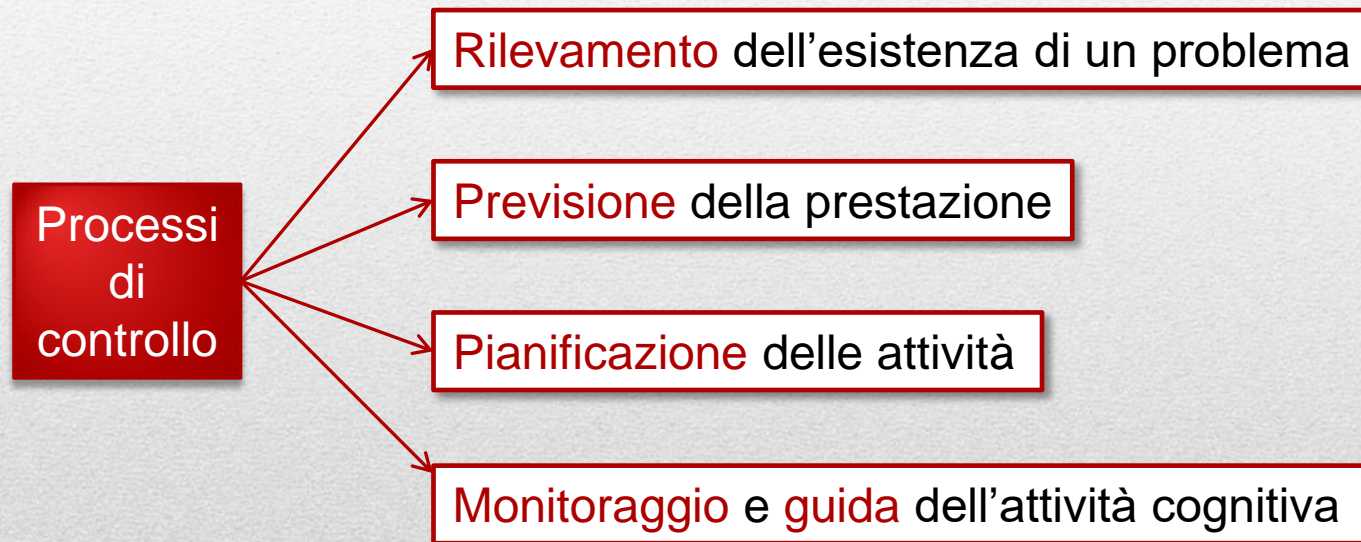 Rilevamento dell’esistenza di un problema
Previsione della prestazione
Processi
di
controllo
Pianificazione delle attività
Monitoraggio e guida dell’attività cognitiva